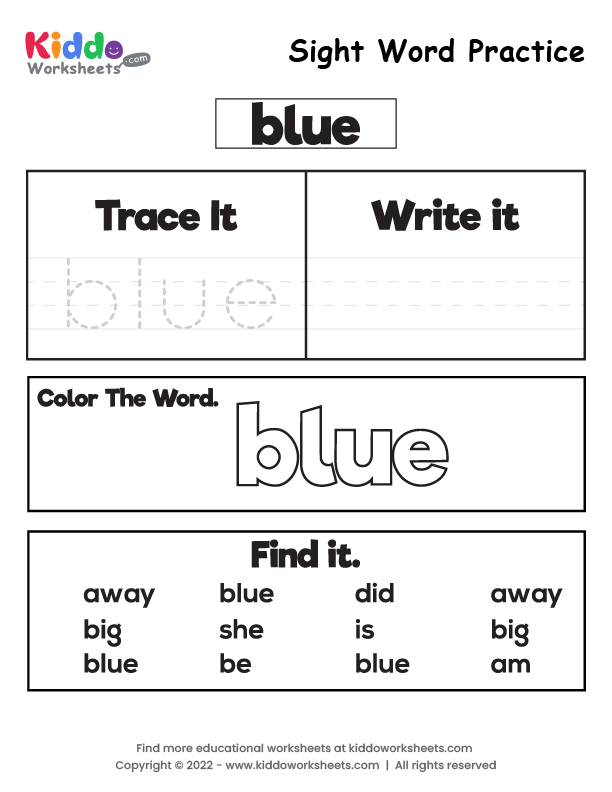 Kiddo
Worksheets.com
Sight Word Practice
blue
Trace It
Write it
blue
Color The Word.
blue
Find it.
away blue did away
big she is big
blue be blue am
Find more educational worksheets at kiddoworksheets.com
Copyright © 2022 - www.kiddoworksheets.com | All rights reserved